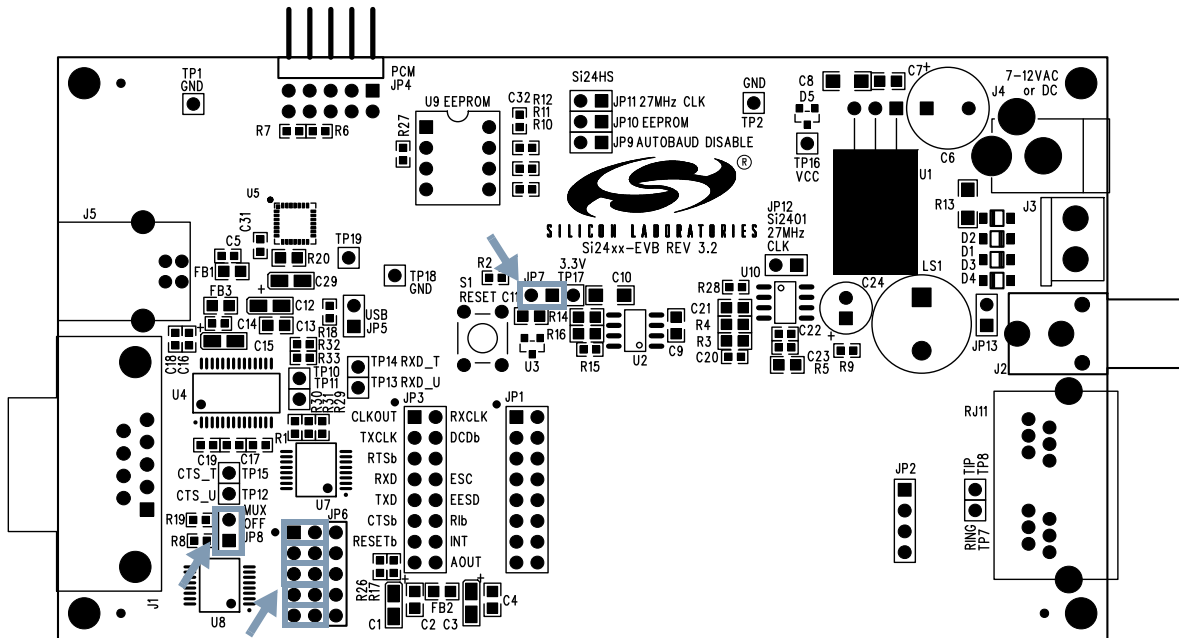 TP1
GND
PCM
JP4
R7
R6
R27
U9 EEPROM
C32
R12
R11
R10
Si24HS
JP11 27MHz CLK
JP10 EEPROM
JP9 AUTOBAUD DISABLE
GND
TP2
C8
D5
C7
+
7-12VAC
or DC
J4
TP16
VCC
C6
U1
R13
J3
®
SILICON LABORATORIES
Si24xx-EVB REV 3.2
JP12
Si2401
27MHz
CLK
D2
D1
D3
D4
J5
U5
C31
C5
FB1
R20
C29
TP19
TP18
GND
FB3
+
C12
C14
C13
+
C15
C18
C16
R18
USB
JP5
R32
R33
R2
S1
RESET
C11
JP7
3.3V
TP17
C10
R14
R16
R15
U3
U2
C9
U10
R28
C21
R4
R3
C20
C22
C23
R5
C24
+
R9
LS1
JP13
J2
U4
TP10
TP11
TP14 RXD_T
TP13 RXD_U
R30
R31
R29
R1
C19
C17
CTS_T
TP15
CTS_U
TP12
R19
MUX
OFF
JP8
R8
U8
J1
U7
JP6
JP3
JP1
CLKOUT
RXCLK
TXCLK
DCDb
RTSb
RXD
ESC
TXD
EESD
CTSb
RIb
RESETb
INT
AOUT
R26
R17
+
C1
C2
FB2
C3
+
C4
JP2
RJ11
TIP
TP8
RING
TP7